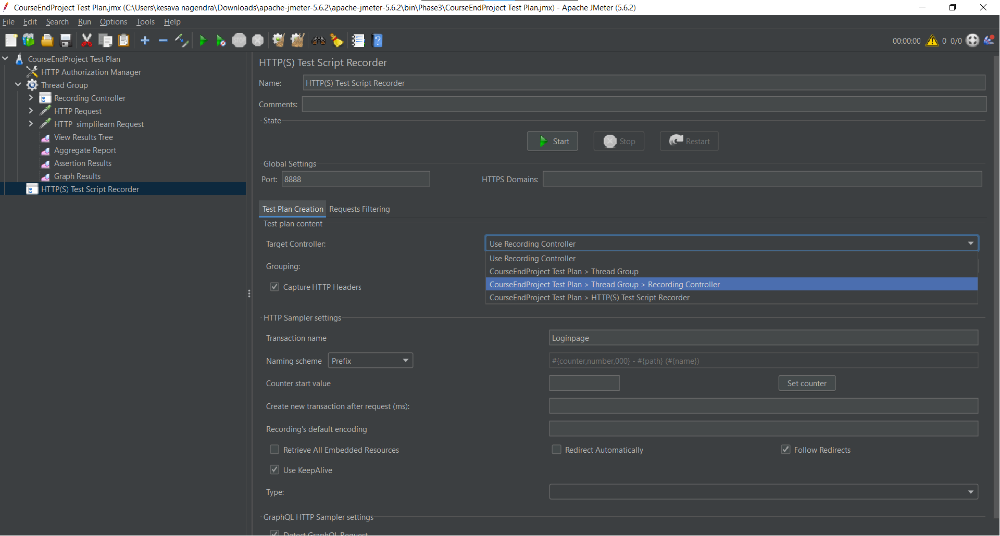 CourseEndProject Test Plan.jmx (C:\Users\kesava nagendra\Downloads\apache-jmeter-5.6.2\apache-jmeter-5.6.2\bin\Phase3\CourseEndProject Test Plan.jmx) - Apache JMeter (5.6.2)
File Edit Search Run Options Tools Help
STOP
00:00:00 0 0/0
CourseEndProject Test Plan
HTTP Authorization Manager
Thread Group
Recording Controller
HTTP Request
HTTP simplilearn Request
View Results Tree
Aggregate Report
Assertion Results
Graph Results
HTTP(S) Test Script Recorder
HTTP(S) Test Script Recorder
Name: HTTP(S) Test Script Recorder
Comments:
State
Start Stop Restart
Global Settings
Port: 8888 HTTPS Domains:
Test Plan Creation Requests Filtering
Test plan content
Target Controller: Use Recording Controller
Use Recording Controller
Grouping:
CourseEndProject Test Plan > Thread Group
Capture HTTP Headers
CourseEndProject Test Plan > Thread Group > Recording Controller
CourseEndProject Test Plan > HTTP(S) Test Script Recorder
HTTP Sampler settings
Transaction name Loginpage
Naming scheme Prefix #{counter,number,000} - #{path} (#{name})
Counter start value Set counter
Create new transaction after request (ms):
Recording's default encoding
Retrieve All Embedded Resources Redirect Automatically Follow Redirects
Use KeepAlive
Type:
GraphQL HTTP Sampler settings
Detect GraphQL Request